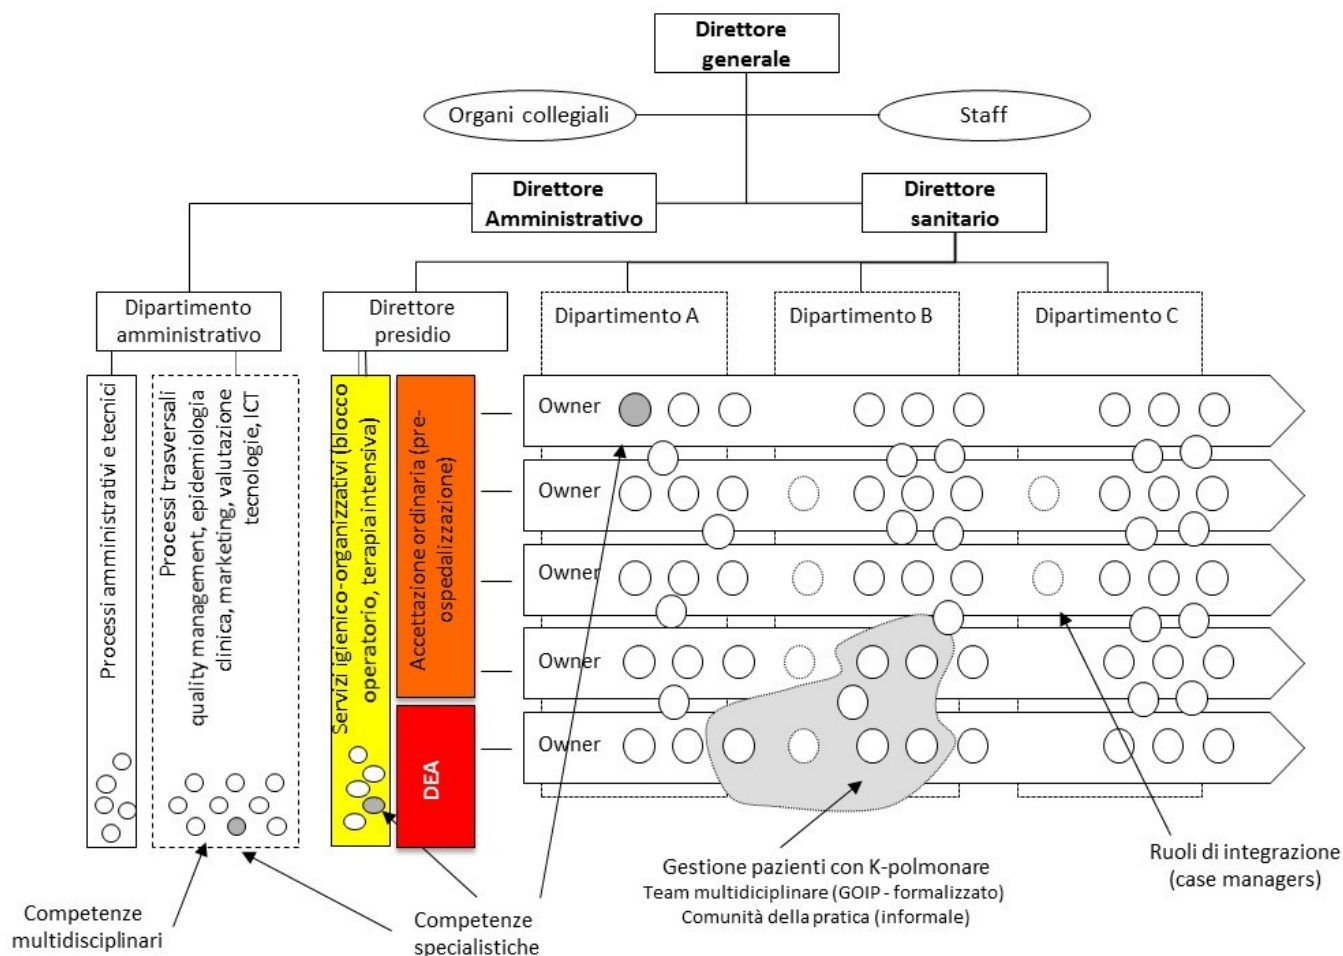 Direttore
generale
Organi collegiali
Staff
Direttore
Amministrativo
Direttore
sanitario
Dipartimento
amministrativo
Direttore
presidio
Dipartimento A
Dipartimento B
Dipartimento C
Processi amministrativi e tecnici
Processi trasversali
quality management, epidemiologia
clinica, marketing, valutazione
tecnologie, ICT
Servizi igienico-organizzativi (blocco
operatorio, terapia intensiva)
Accettazione ordinaria (pre-
ospedalizzazione)
DEA
Owner
Owner
Owner
Owner
Owner
Competenze
multidisciplinari
Competenze
specialistiche
Gestione pazienti con K-polmonare
Team multidiciplinare (GOIP - formalizzato)
Comunità della pratica (informale)
Ruoli di integrazione
(case managers)